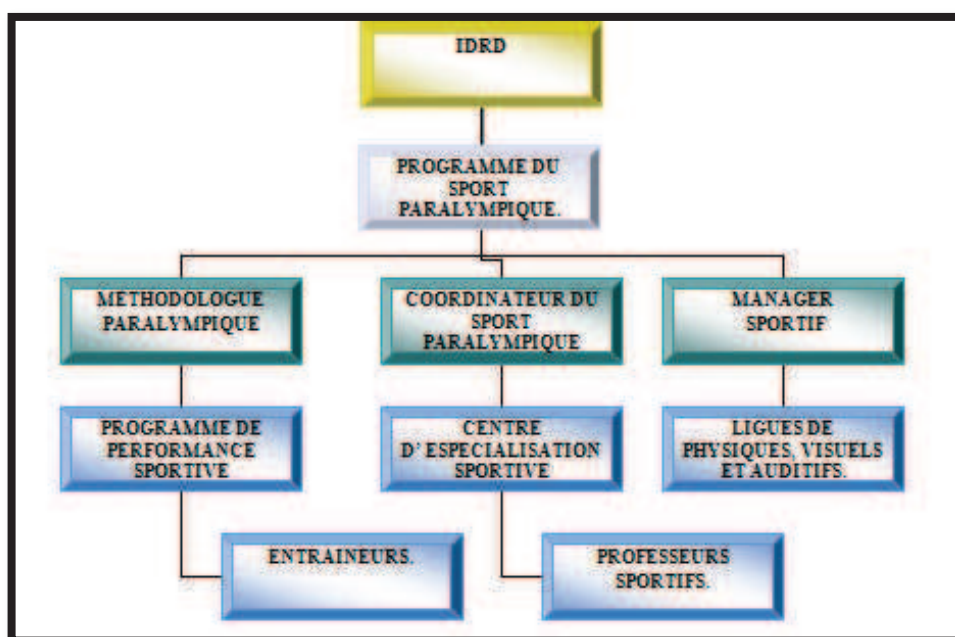 IDRD
PROGRAMME DU
SPORT
PARALYMPIQUE.
METHODOLOGUE
PARALYMPIQUE
COORDINATEUR DU
SPORT
PARALYMPIQUE
MANAGER
SPORTIF
PROGRAMME DE
PERFORMANCE
SPORTIVE
CENTRE
D' ESPECIALISATION
SPORTIVE
LIGUES DE
PHYSIQUES, VISUELS
ET AUDITIFS.
ENTRAINEURS.
PROFESSEURS
SPORTIFS.